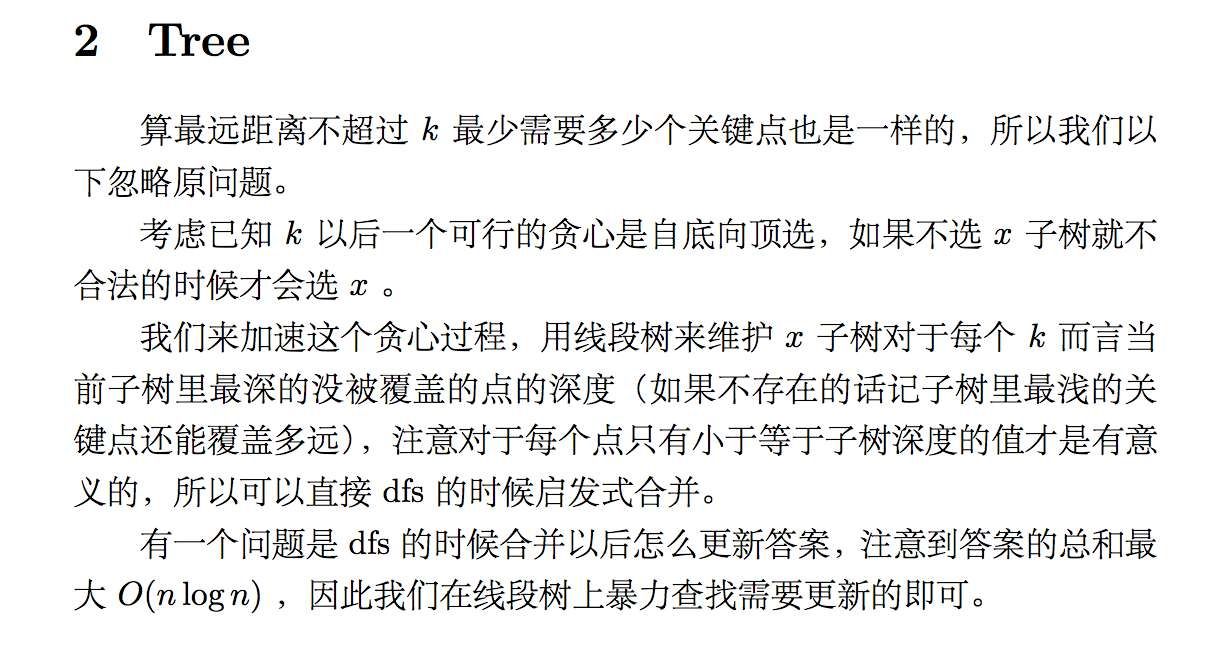 2 Tree
算最远距离不超过 k 最少需要多少个关键点也是一样的，所以我们以
下忽略原问题。
考虑已知 k 以后一个可行的贪心是自底向顶选，如果不选 x 子树就不
合法的时候才会选 x 。
我们来加速这个贪心过程，用线段树来维护 x 子树对于每个 k 而言当
前子树里最深的没被覆盖的点的深度（如果不存在的话记子树里最浅的关
键点还能覆盖多远），注意对于每个点只有小于等于子树深度的值才是有意
义的，所以可以直接 dfs 的时候启发式合并。
有一个问题是 dfs 的时候合并以后怎么更新答案，注意到答案的总和最
大 O(n log n) ，因此我们在线段树上暴力查找需要更新的即可。